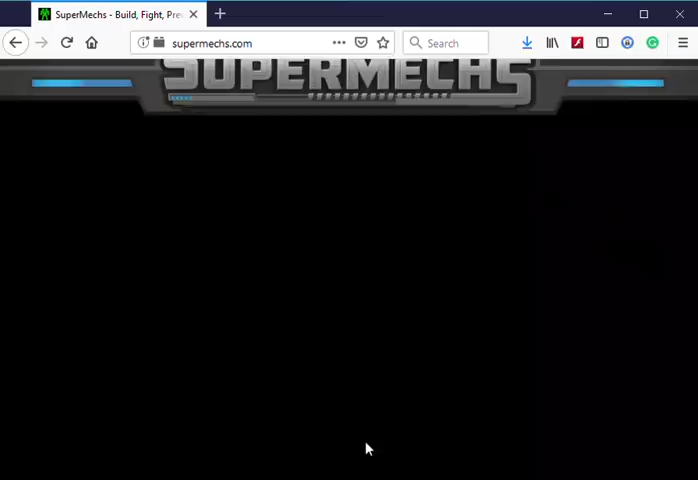 SuperMechs - Build, Fight, Pre
supermechs.com
Search
SUPERMECHS